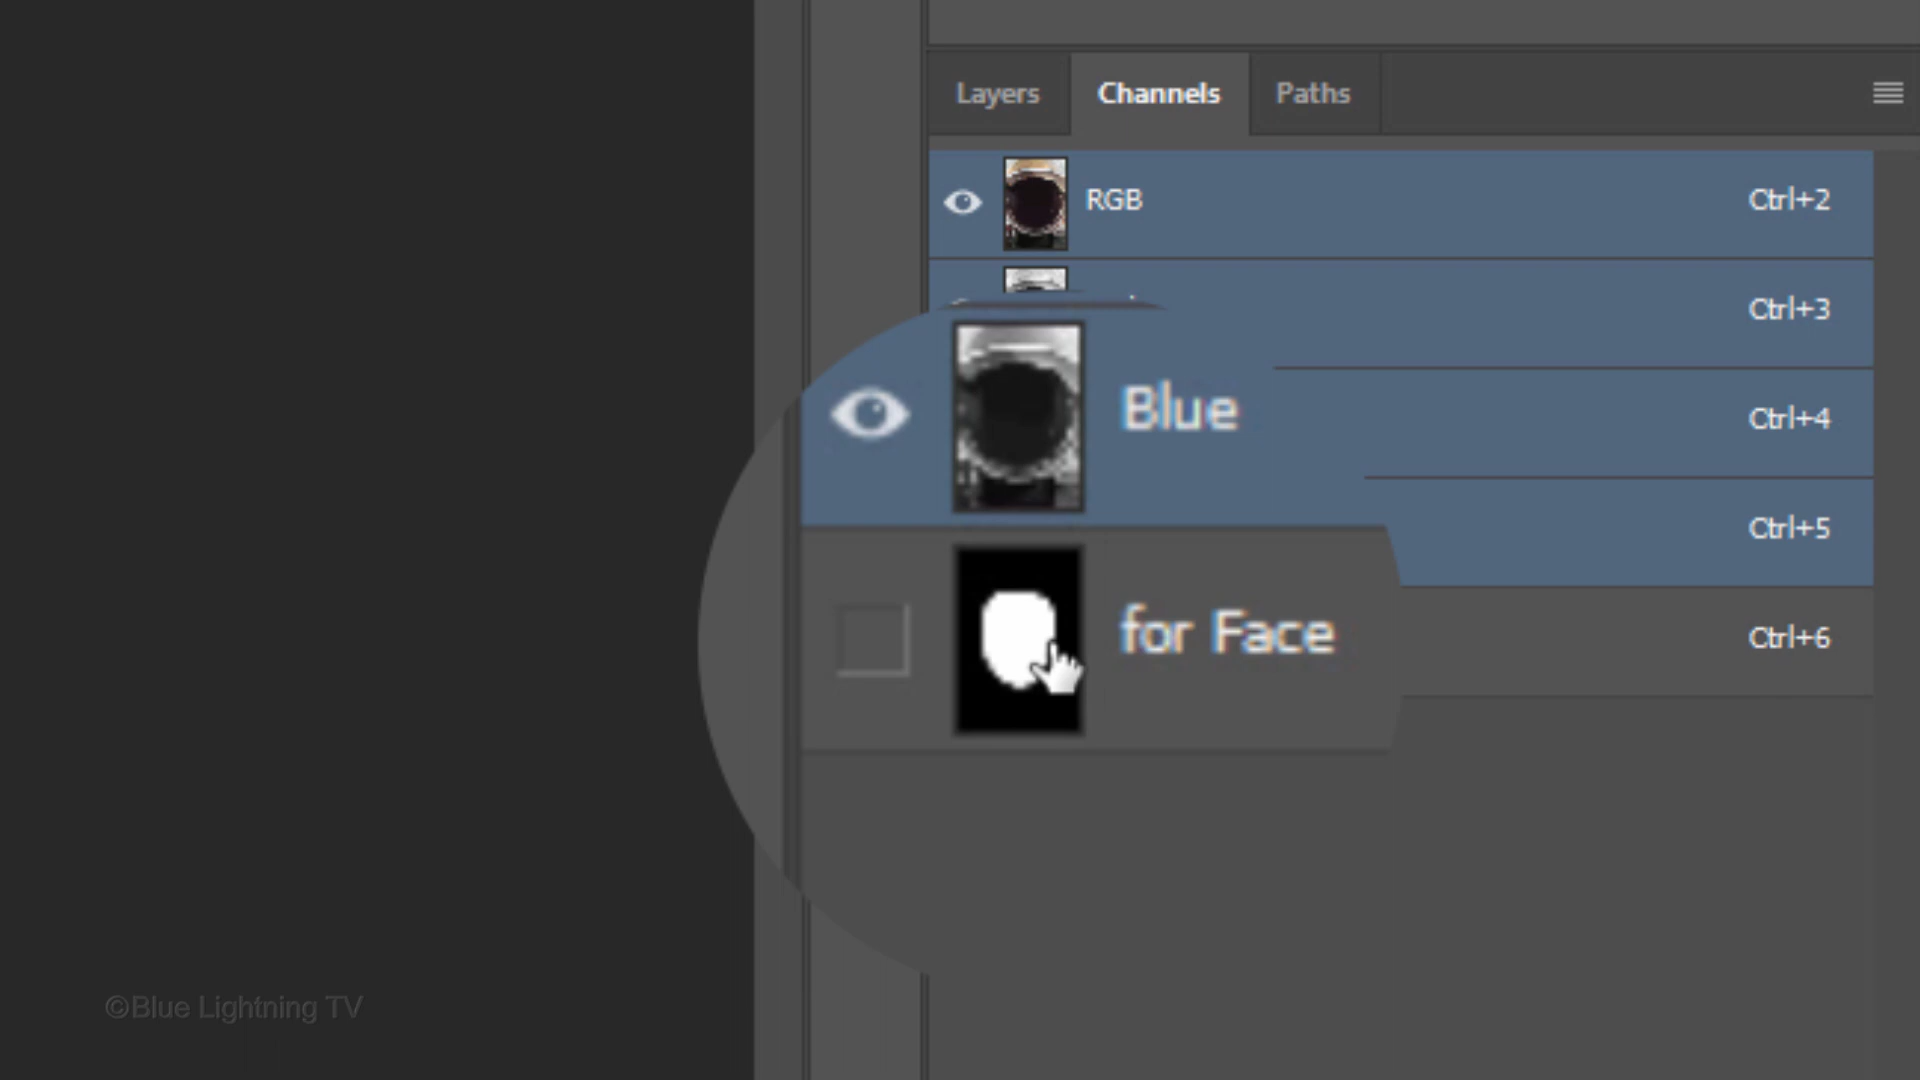 Layers Channels Paths
RGB Ctrl+2
Ctrl+3
Blue Ctrl+4
Ctrl+5
for Face Ctrl+6
©Blue Lightning TV